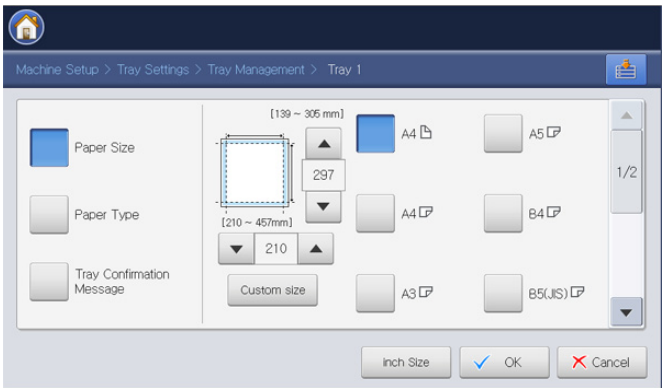 Machine Setup > Tray Settings > Tray Management > Tray 1
Paper Size
Paper Type
Tray Confirmation
Message
[139 ~ 305 mm]
297
[210 ~ 457mm]
210
Custom size
A4
A5
A4
B4
A3
B5(JIS)
1/2
inch Size
OK
Cancel